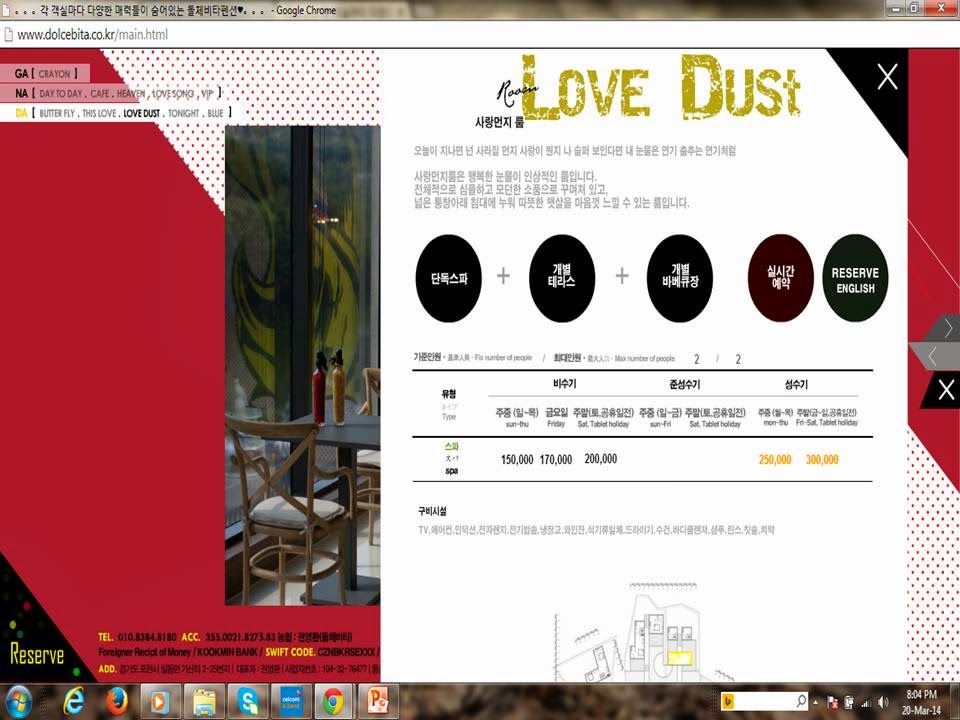 。。。 각 객실마다 다양한 매력들이 숨어있는 돌체비타펜션♥。。。 - Google Chrome
www.dolcebita.co.kr/main.html
GA [ CRAYON ]
NA [ DAY TO DAY . CAFE . HEAVEN . LOVE SONG . VIP ]
DA [ BUTTER FLY . THIS LOVE . LOVE DUST . TONIGHT . BLUE ]
Room LOVE DUST
사랑먼지 룸
오늘이 지나면 넌 사라질 먼지 사랑이 뭔지 나 슬퍼 보인다면 내 눈물은 연기 춤추는 연기처럼
사랑먼지룸은 행복한 눈물이 인상적인 룸입니다.
전체적으로 심플하고 모던한 소품으로 꾸며져 있고,
넓은 통창아래 침대에 누워 따뜻한 햇살을 마음껏 느낄 수 있는 룸입니다.
단독스파 + 개별 테라스 + 개별 바베큐장
실시간 예약
RESERVE ENGLISH
기준인원 · 基準人員 · Fix number of people / 최대인원 · 最大人員 · Max number of people 2 / 2
유형 タイプ Type
비수기 준성수기 성수기
주중 (일~목) 금요일 주말(토,공휴일전) 주중 (일~금) 주말(토,공휴일전) 주중 (월~목) 주말(금~일,공휴일전)
sun-thu Friday Sat, Tablet holiday sun-Fri Sat, Tablet holiday mon-thu Fri-Sat, Tablet holiday
스파
スパ
spa
150,000 170,000 200,000 250,000 300,000
구비시설
TV,에어컨,인덕션,전자렌지,전기밥솥,냉장고,와인잔,식기류일체,드라이기,수건,바디클렌져,샴푸,린스,칫솔,치약
Reserve
TEL. 010.8384.8180 ACC. 355.0021.8275.83 농협 : 권영환(돌체비타)
Foreigner Recipt of Money / KOOKMIN BANK / SWIFT CODE. CZNBKRSEXXX /
ADD. 경기도 포천시 일동면 가산리 2-25번지 | 대표자 : 권영환 | 사업자번호 : 104-32-76477 | 통
celcom
8:04 PM
20-Mar-14